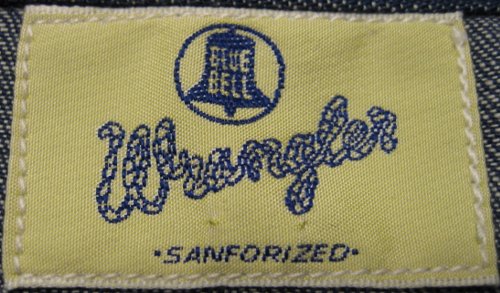 BLUE
BELL
Wrangler
·SANFORIZED·